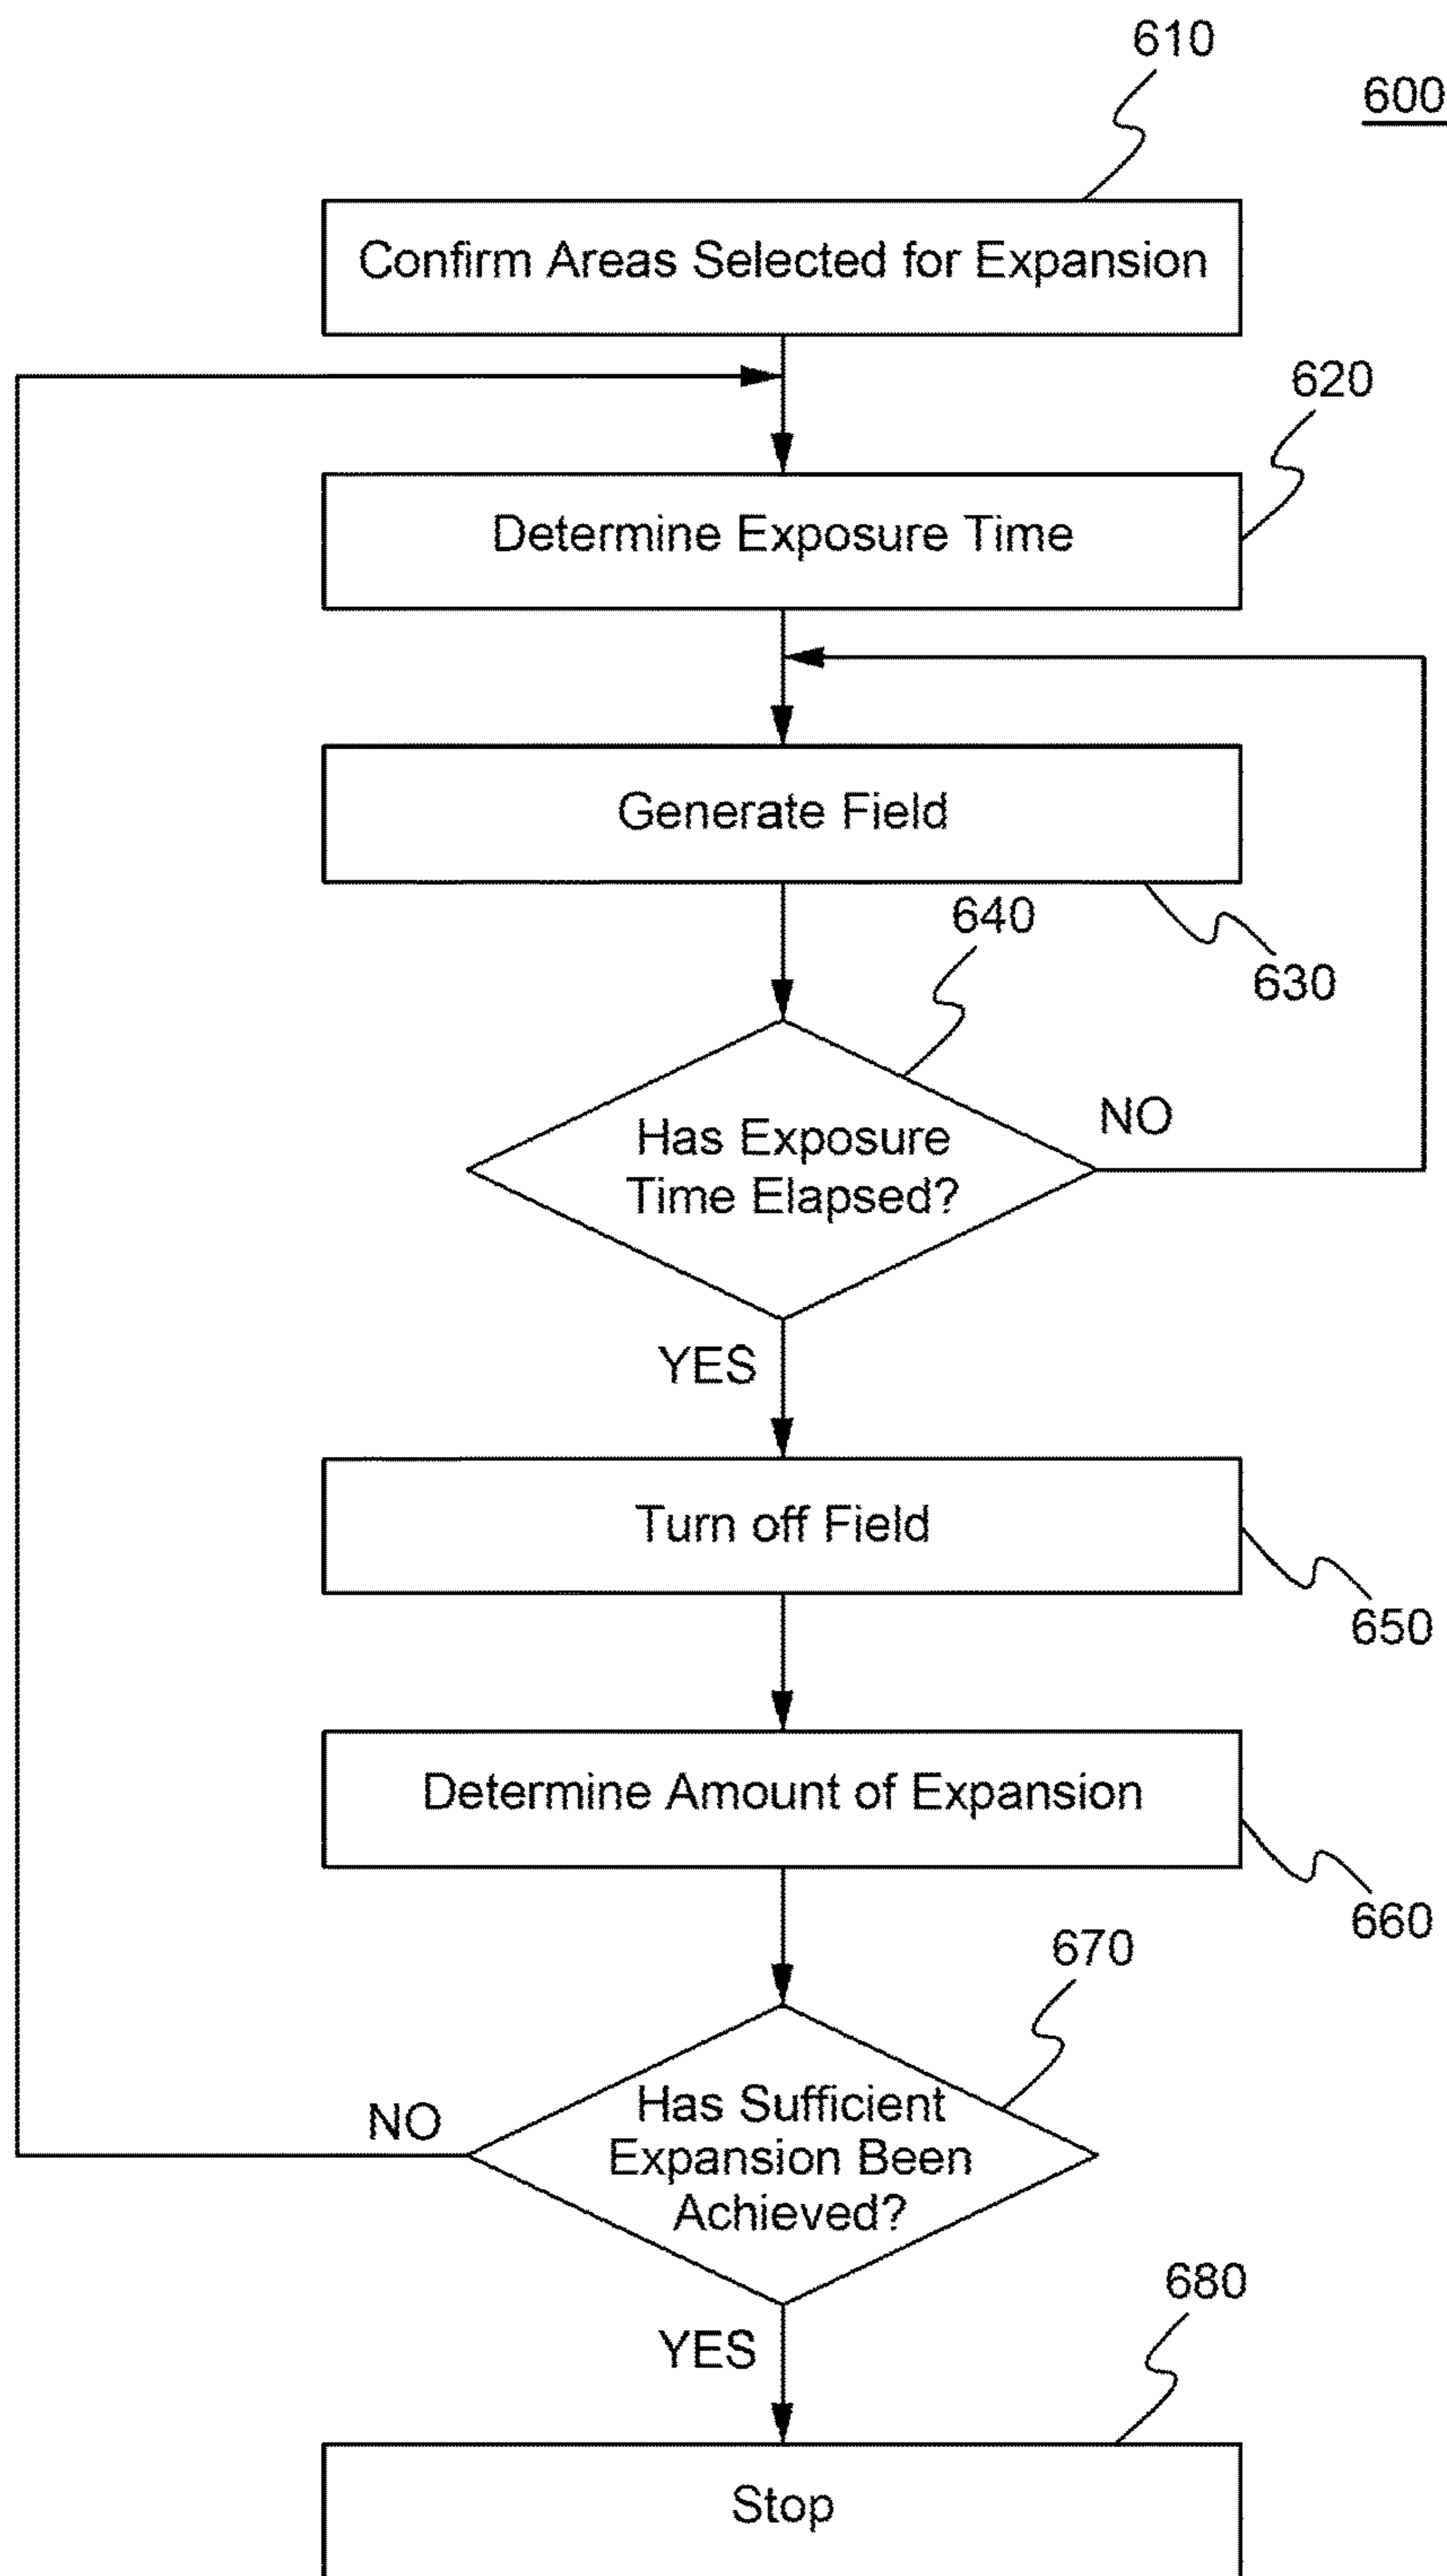 610
600
Confirm Areas Selected for Expansion
620
Determine Exposure Time
Generate Field
640
630
Has Exposure
Time Elapsed?
NO
YES
Turn off Field
650
Determine Amount of Expansion
660
670
NO
Has Sufficient
Expansion Been
Achieved?
680
YES
Stop